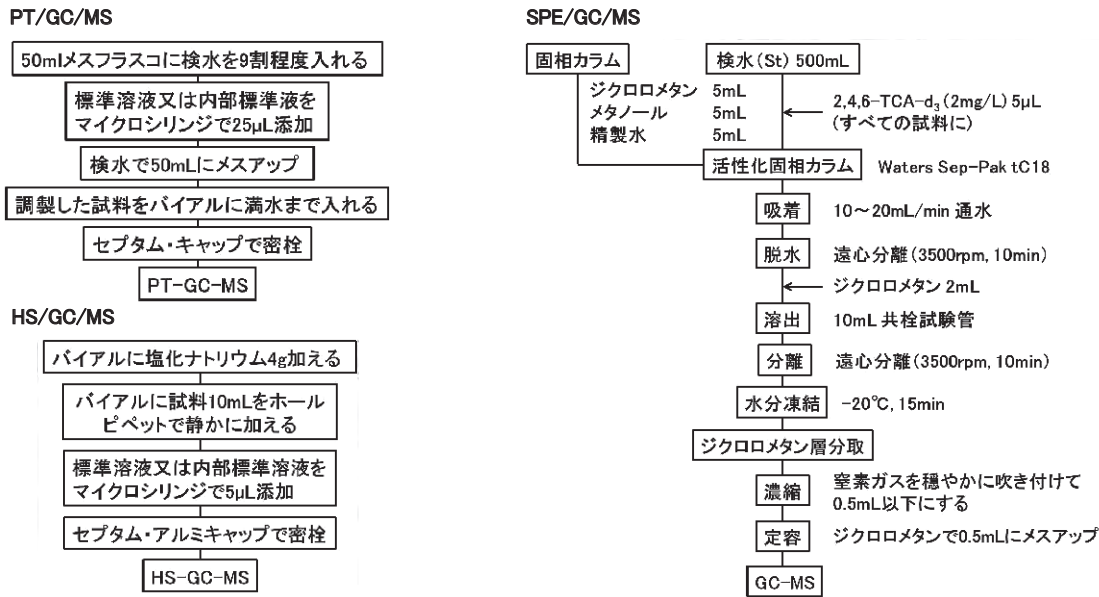 PT/GC/MS
50mlメスフラスコに検水を9割程度入れる
標準溶液又は内部標準液を
マイクロシリンジで25μL添加
検水で50mLにメスアップ
調製した試料をバイアルに満水まで入れる
セプタム・キャップで密栓
PT-GC-MS
HS/GC/MS
バイアルに塩化ナトリウム4g加える
バイアルに試料10mLをホール
ピペットで静かに加える
標準溶液又は内部標準溶液を
マイクロシリンジで5μL添加
セプタム・アルミキャップで密栓
HS-GC-MS
SPE/GC/MS
固相カラム
検水(St) 500mL
ジクロロメタン 5mL
メタノール 5mL
精製水 5mL
2,4,6-TCA-d₃(2mg/L) 5μL
(すべての試料に)
活性化固相カラム Waters Sep-Pak tC18
吸着 10～20mL/min 通水
脱水 遠心分離(3500rpm, 10min)
ジクロロメタン 2mL
溶出 10mL 共栓試験管
分離 遠心分離(3500rpm, 10min)
水分凍結 -20℃, 15min
ジクロロメタン層分取
濃縮 窒素ガスを穏やかに吹き付けて
0.5mL以下にする
定容 ジクロロメタンで0.5mLにメスアップ
GC-MS